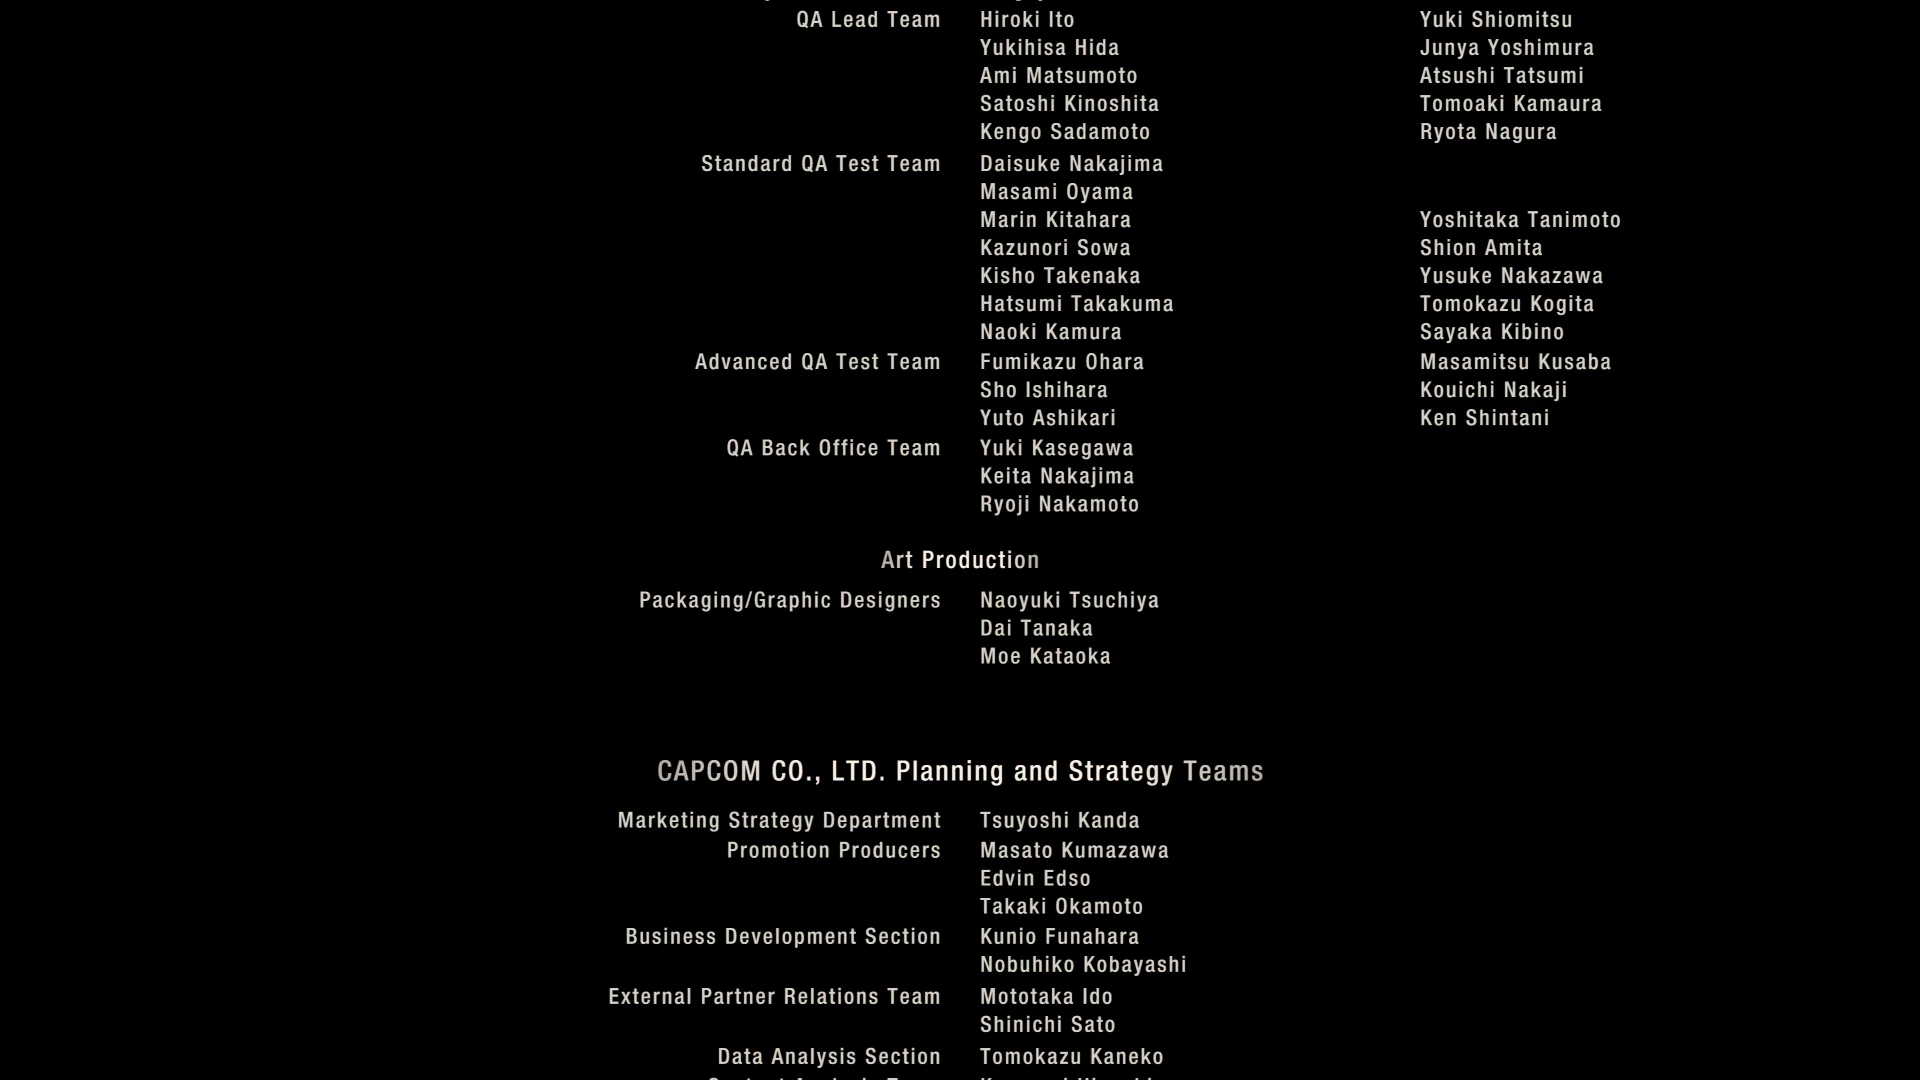 QA Lead Team Hiroki Ito Yuki Shiomitsu
Yukihisa Hida Junya Yoshimura
Ami Matsumoto Atsushi Tatsumi
Satoshi Kinoshita Tomoaki Kamaura
Kengo Sadamoto Ryota Nagura
Standard QA Test Team Daisuke Nakajima
Masami Oyama
Marin Kitahara Yoshitaka Tanimoto
Kazunori Sowa Shion Amita
Kisho Takenaka Yusuke Nakazawa
Hatsumi Takakuma Tomokazu Kogita
Naoki Kamura Sayaka Kibino
Advanced QA Test Team Fumikazu Ohara Masamitsu Kusaba
Sho Ishihara Kouichi Nakaji
Yuto Ashikari Ken Shintani
QA Back Office Team Yuki Kasegawa
Keita Nakajima
Ryoji Nakamoto
Art Production
Packaging/Graphic Designers Naoyuki Tsuchiya
Dai Tanaka
Moe Kataoka
CAPCOM CO., LTD. Planning and Strategy Teams
Marketing Strategy Department Tsuyoshi Kanda
Promotion Producers Masato Kumazawa
Edvin Edso
Takaki Okamoto
Business Development Section Kunio Funahara
Nobuhiko Kobayashi
External Partner Relations Team Mototaka Ido
Shinichi Sato
Data Analysis Section Tomokazu Kaneko